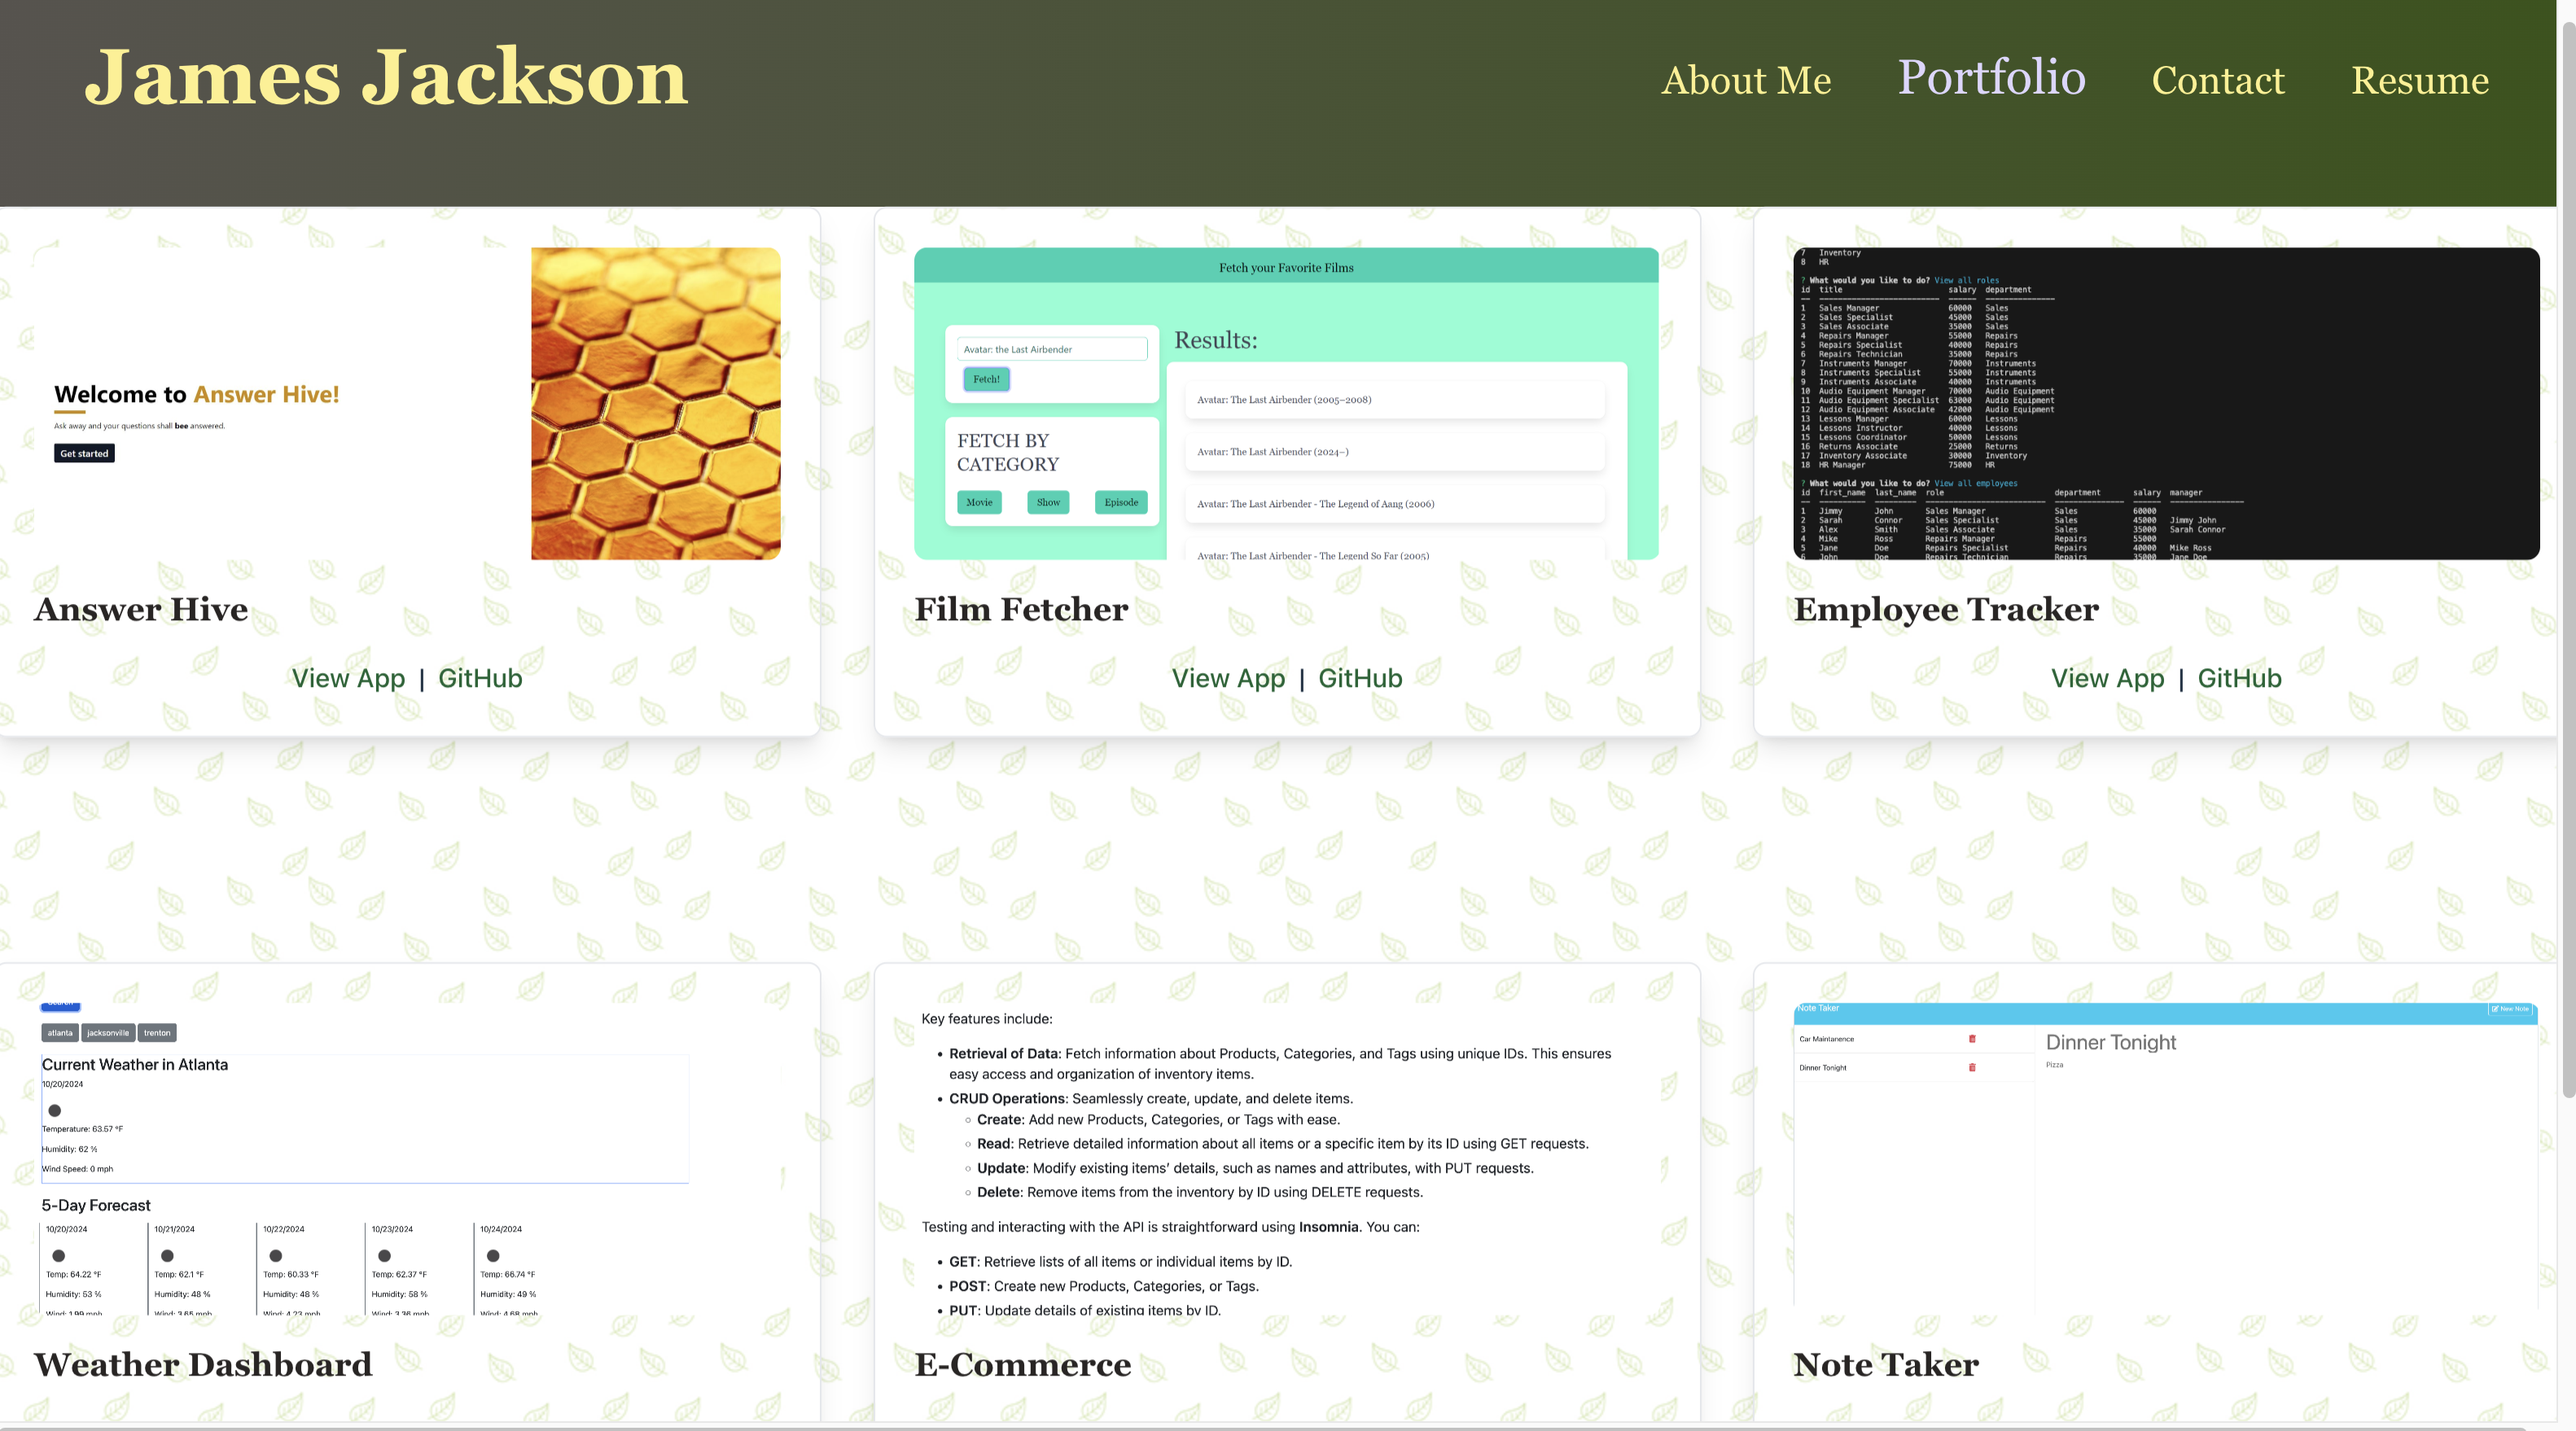 James Jackson
About Me
Portfolio
Contact
Resume
Welcome to Answer Hive!
Ask away and your questions shall bee answered.
Get started
Answer Hive
View App | GitHub
Fetch your Favorite Films
Avatar: the Last Airbender
Fetch!
FETCH BY
CATEGORY
Movie
Show
Episode
Results:
Avatar: The Last Airbender (2005–2008)
Avatar: The Last Airbender (2024–)
Avatar: The Last Airbender - The Legend of Aang (2006)
Avatar: The Last Airbender - The Legend So Far (2005)
Film Fetcher
View App | GitHub
7 Inventory
8 HR
? What would you like to do? View all roles
id title salary department
1 Sales Manager 60000 Sales
2 Sales Specialist 45000 Sales
3 Sales Associate 35000 Sales
4 Repairs Manager 55000 Repairs
5 Repairs Specialist 40000 Repairs
6 Repairs Technician 35000 Repairs
7 Instruments Manager 70000 Instruments
8 Instruments Specialist 55000 Instruments
9 Instruments Associate 40000 Instruments
10 Audio Equipment Manager 70000 Audio Equipment
11 Audio Equipment Specialist 63000 Audio Equipment
12 Audio Equipment Associate 42000 Audio Equipment
13 Lessons Manager 60000 Lessons
14 Lessons Instructor 40000 Lessons
15 Lessons Coordinator 50000 Lessons
16 Returns Associate 25000 Returns
17 Inventory Associate 30000 Inventory
18 HR Manager 75000 HR
? What would you like to do? View all employees
id first_name last_name role department salary manager
1 Jimmy John Sales Manager Sales 60000
2 Sarah Connor Sales Specialist Sales 45000 Jimmy John
3 Alex Smith Sales Associate Sales 35000 Sarah Connor
4 Mike Ross Repairs Manager Repairs 55000
5 Jane Doe Repairs Specialist Repairs 40000 Mike Ross
6 John Doe Repairs Technician Repairs 35000 Jane Doe
Employee Tracker
View App | GitHub
Search
atlanta
jacksonville
trenton
Current Weather in Atlanta
10/20/2024
Temperature: 63.57 °F
Humidity: 62 %
Wind Speed: 0 mph
5-Day Forecast
10/20/2024 10/21/2024 10/22/2024 10/23/2024 10/24/2024
Temp: 64.22 °F Temp: 62.1 °F Temp: 60.33 °F Temp: 62.37 °F Temp: 66.74 °F
Humidity: 53 % Humidity: 48 % Humidity: 48 % Humidity: 58 % Humidity: 49 %
Wind: 1.99 mph Wind: 3.65 mph Wind: 4.23 mph Wind: 3.36 mph Wind: 4.68 mph
Weather Dashboard
Key features include:
• Retrieval of Data: Fetch information about Products, Categories, and Tags using unique IDs. This ensures
easy access and organization of inventory items.
• CRUD Operations: Seamlessly create, update, and delete items.
◦ Create: Add new Products, Categories, or Tags with ease.
◦ Read: Retrieve detailed information about all items or a specific item by its ID using GET requests.
◦ Update: Modify existing items’ details, such as names and attributes, with PUT requests.
◦ Delete: Remove items from the inventory by ID using DELETE requests.
Testing and interacting with the API is straightforward using Insomnia. You can:
• GET: Retrieve lists of all items or individual items by ID.
• POST: Create new Products, Categories, or Tags.
• PUT: Update details of existing items by ID.
E-Commerce
Note Taker
New Note
Car Maintanence
Dinner Tonight
Dinner Tonight
Pizza
Note Taker